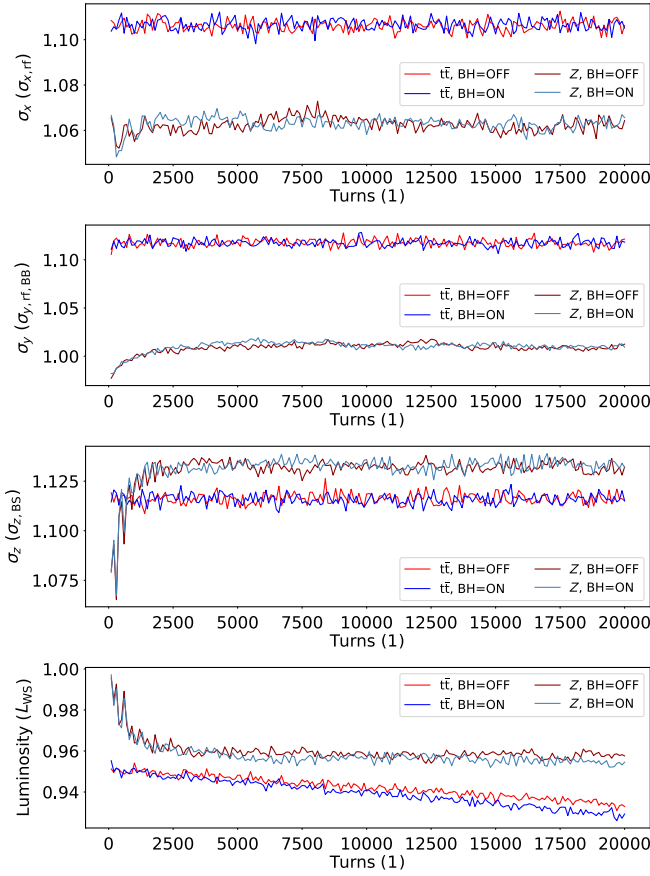 1.10
1.08
1.06
σx (σx,rf)
tt̄, BH=OFF
tt̄, BH=ON
Z, BH=OFF
Z, BH=ON
0 2500 5000 7500 10000 12500 15000 17500 20000
Turns (1)
1.10
1.05
1.00
σy (σy,rf,BB)
tt̄, BH=OFF
tt̄, BH=ON
Z, BH=OFF
Z, BH=ON
0 2500 5000 7500 10000 12500 15000 17500 20000
Turns (1)
1.125
1.100
1.075
σz (σz,BS)
tt̄, BH=OFF
tt̄, BH=ON
Z, BH=OFF
Z, BH=ON
0 2500 5000 7500 10000 12500 15000 17500 20000
Turns (1)
1.00
0.98
0.96
0.94
Luminosity (LWS)
tt̄, BH=OFF
tt̄, BH=ON
Z, BH=OFF
Z, BH=ON
0 2500 5000 7500 10000 12500 15000 17500 20000
Turns (1)